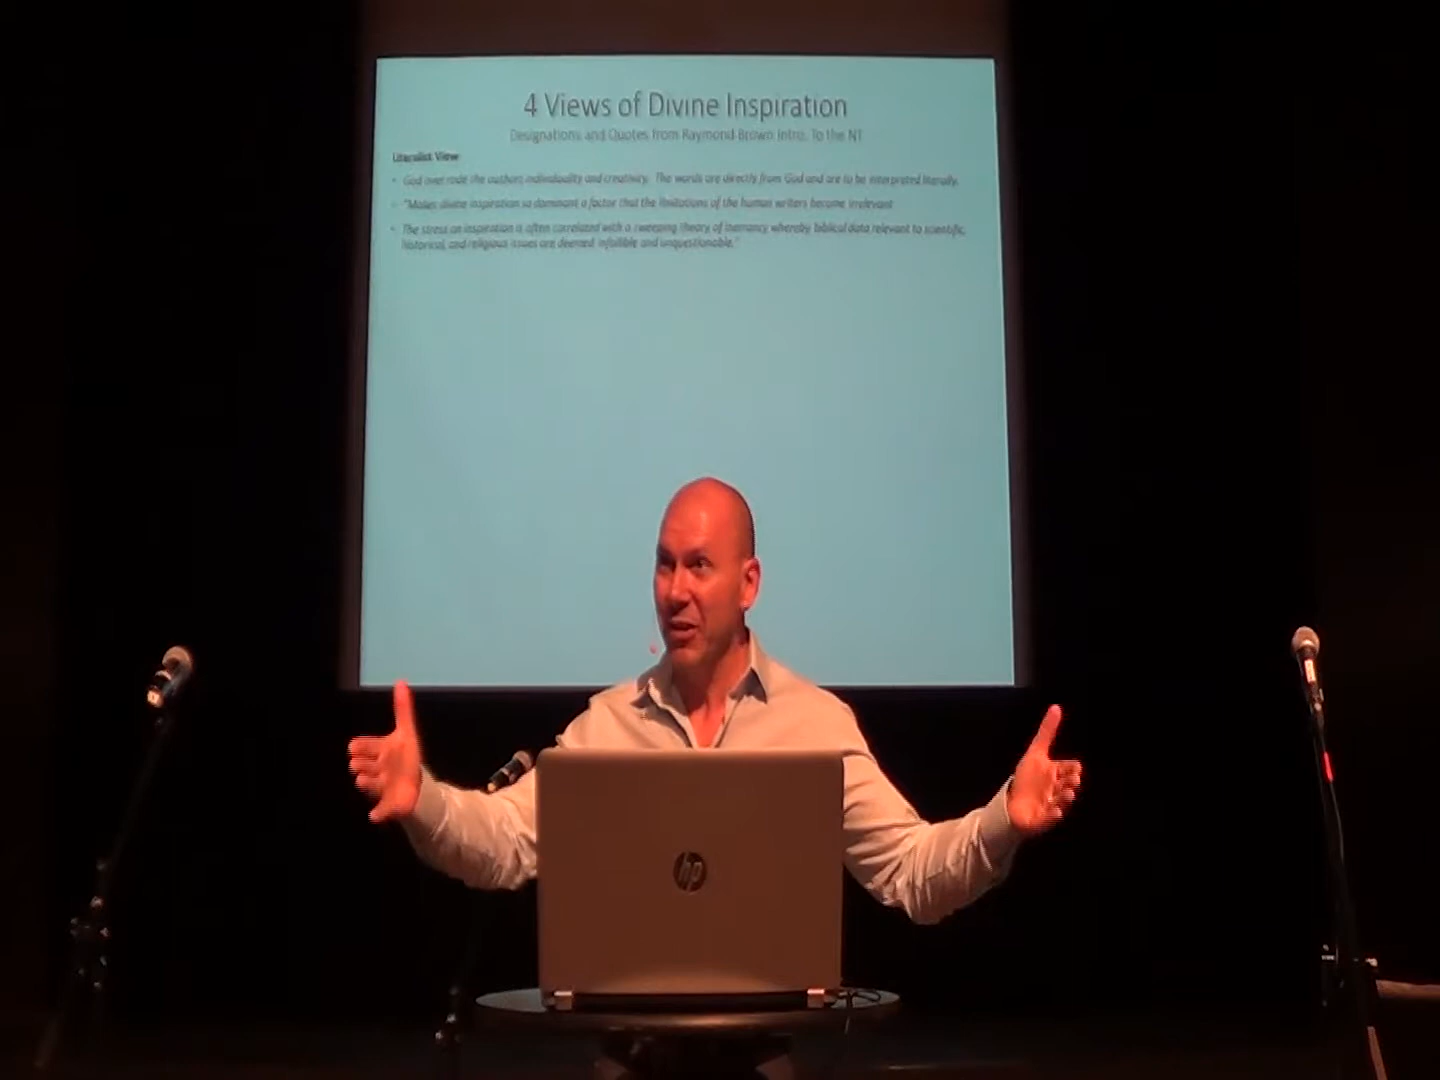 4 Views of Divine Inspiration
Designations and Quotes from Raymond Brown Intro. To the NT
Literalist View
• God over rode the authors individuality and creativity. The words are directly from God and are to be interpreted literally.
• "Makes divine inspiration so dominant a factor that the limitations of the human writers become irrelevant
• The stress on inspiration is often correlated with a sweeping theory of inerrancy whereby biblical data relevant to scientific,
historical, and religious issues are deemed infallible and unquestionable."
hp